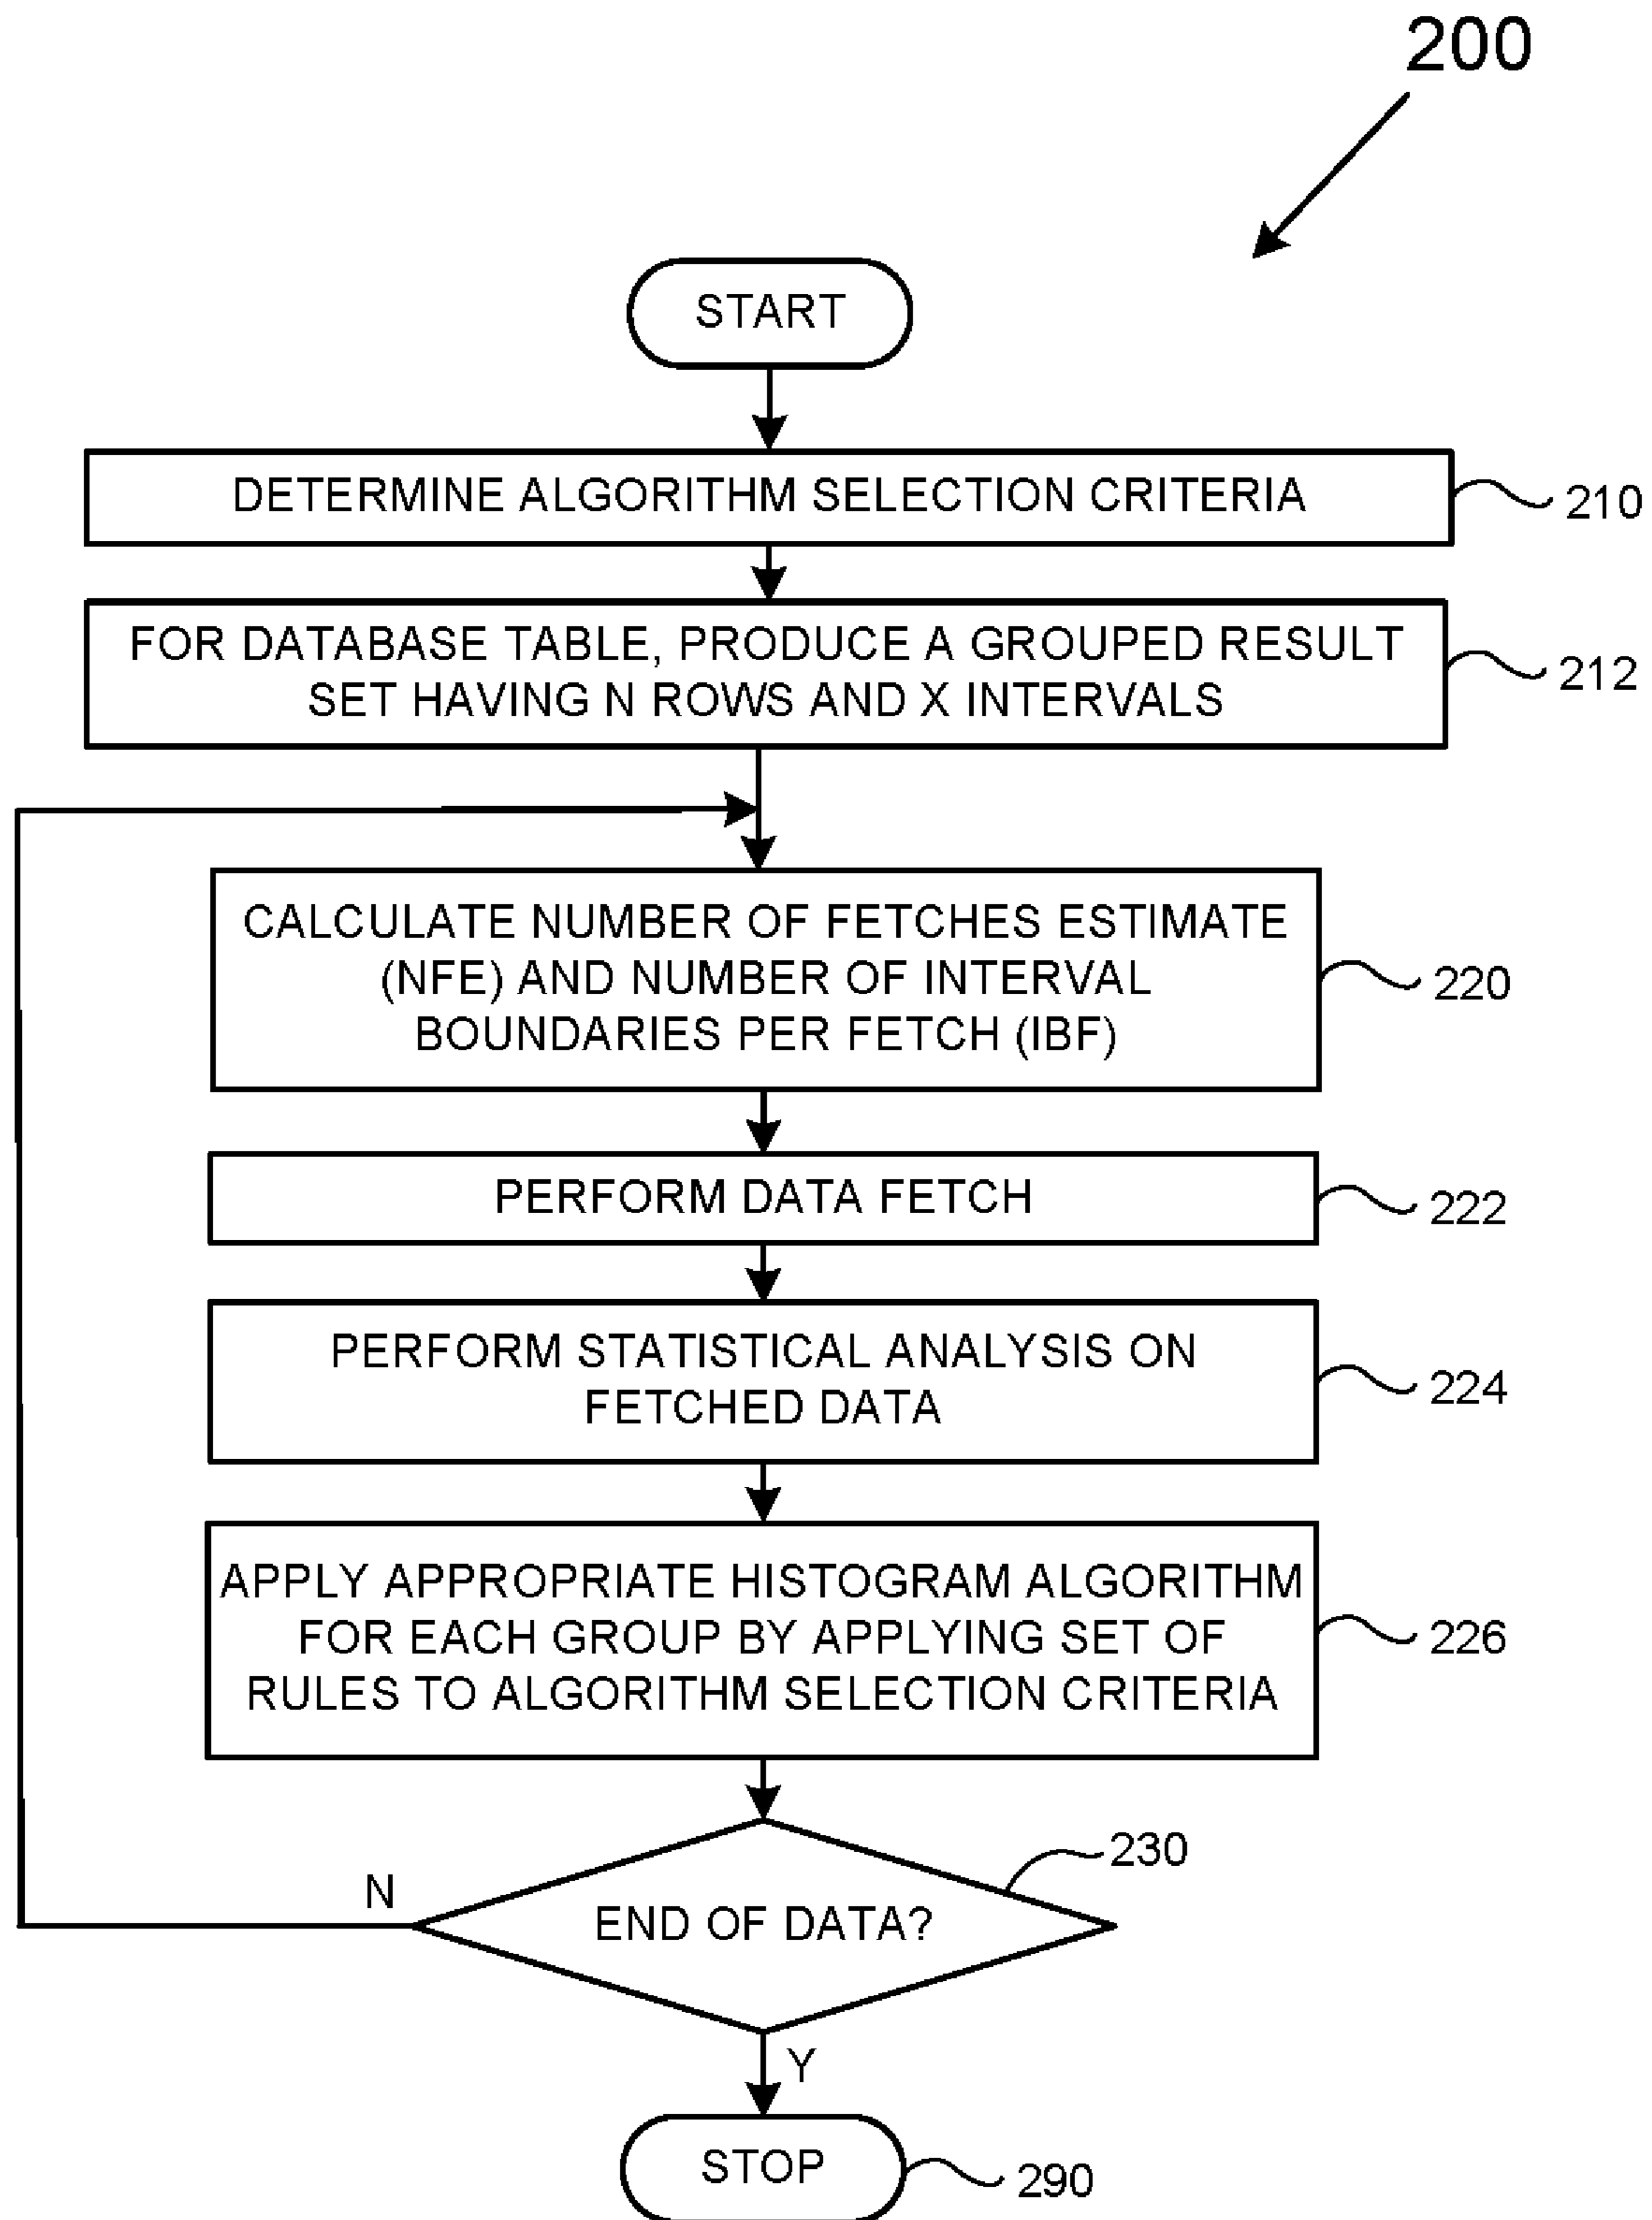 200
START
DETERMINE ALGORITHM SELECTION CRITERIA
210
FOR DATABASE TABLE, PRODUCE A GROUPED RESULT
SET HAVING N ROWS AND X INTERVALS
212
CALCULATE NUMBER OF FETCHES ESTIMATE
(NFE) AND NUMBER OF INTERVAL
BOUNDARIES PER FETCH (IBF)
220
PERFORM DATA FETCH
222
PERFORM STATISTICAL ANALYSIS ON
FETCHED DATA
224
APPLY APPROPRIATE HISTOGRAM ALGORITHM
FOR EACH GROUP BY APPLYING SET OF
RULES TO ALGORITHM SELECTION CRITERIA
226
230
N
END OF DATA?
Y
STOP
290